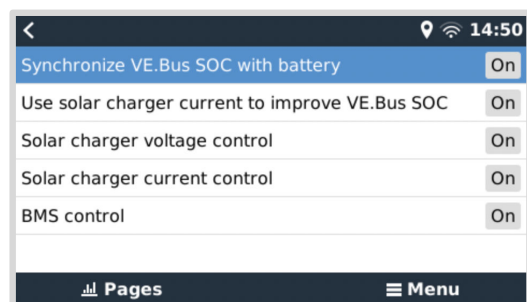 14:50
Synchronize VE.Bus SOC with battery On
Use solar charger current to improve VE.Bus SOC On
Solar charger voltage control On
Solar charger current control On
BMS control On
Pages Menu